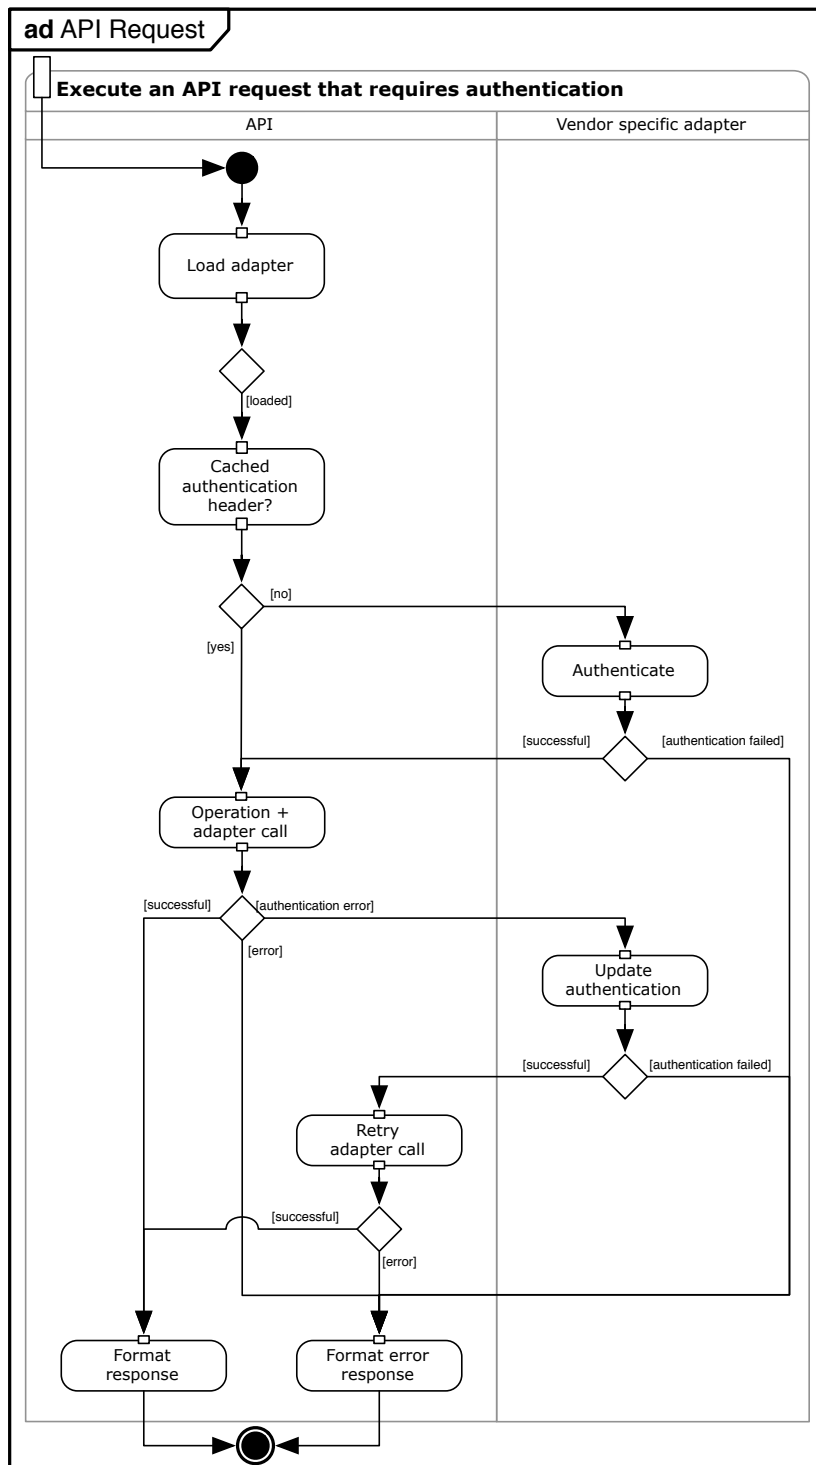 ad API Request
Execute an API request that requires authentication
API
Vendor specific adapter
Load adapter
[loaded]
Cached
authentication
header?
[no]
[yes]
Authenticate
[successful]
[authentication failed]
Operation +
adapter call
[successful]
[authentication error]
[error]
Update
authentication
[successful]
[authentication failed]
Retry
adapter call
[successful]
[error]
Format
response
Format error
response